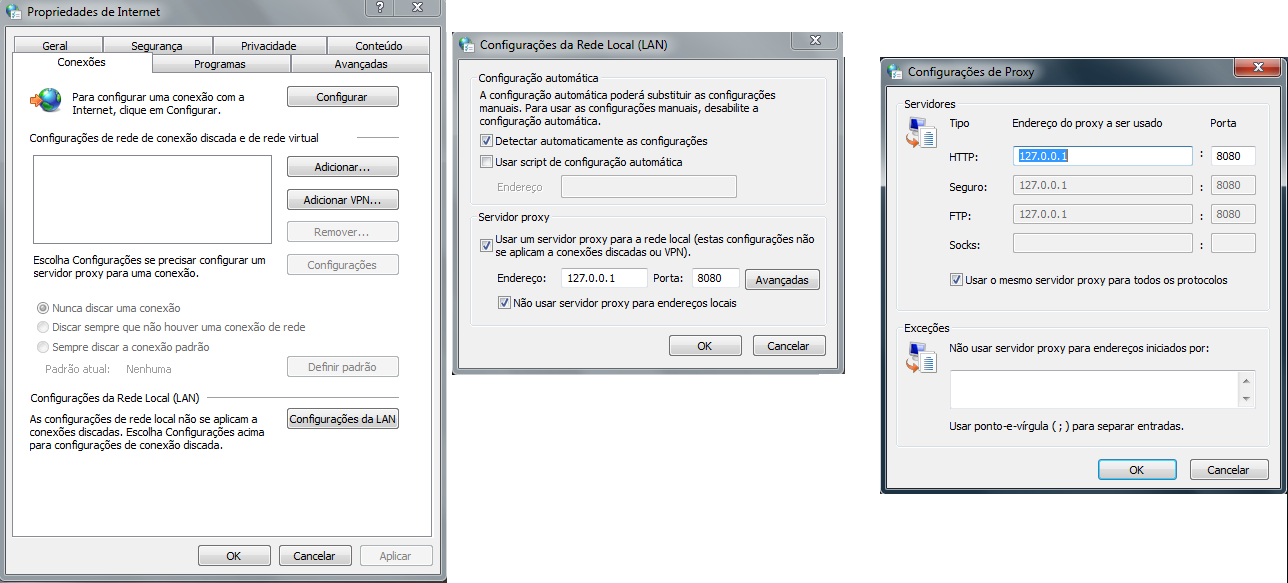 Propriedades de Internet
?
Geral
Segurança
Privacidade
Conteúdo
Conexões
Programas
Avançadas
Para configurar uma conexão com a
Internet, clique em Configurar.
Configurar
Configurações de rede de conexão discada e de rede virtual
Adicionar...
Adicionar VPN...
Remover...
Escolha Configurações se precisar configurar um
servidor proxy para uma conexão.
Configurações
Nunca discar uma conexão
Discar sempre que não houver uma conexão de rede
Sempre discar a conexão padrão
Padrão atual: Nenhuma
Definir padrão
Configurações da Rede Local (LAN)
As configurações de rede local não se aplicam a
conexões discadas. Escolha Configurações acima
para configurações de conexão discada.
Configurações da LAN
OK
Cancelar
Aplicar
Configurações da Rede Local (LAN)
Configuração automática
A configuração automática poderá substituir as configurações
manuais. Para usar as configurações manuais, desabilite a
configuração automática.
Detectar automaticamente as configurações
Usar script de configuração automática
Endereço
Servidor proxy
Usar um servidor proxy para a rede local (estas configurações não
se aplicam a conexões discadas ou VPN).
Endereço: 127.0.0.1 Porta: 8080 Avançadas
Não usar servidor proxy para endereços locais
OK
Cancelar
Configurações de Proxy
Servidores
Tipo Endereço do proxy a ser usado Porta
HTTP: 127.0.0.1 : 8080
Seguro: 127.0.0.1 : 8080
FTP: 127.0.0.1 : 8080
Socks: :
Usar o mesmo servidor proxy para todos os protocolos
Exceções
Não usar servidor proxy para endereços iniciados por:
Usar ponto-e-vírgula ( ; ) para separar entradas.
OK
Cancelar